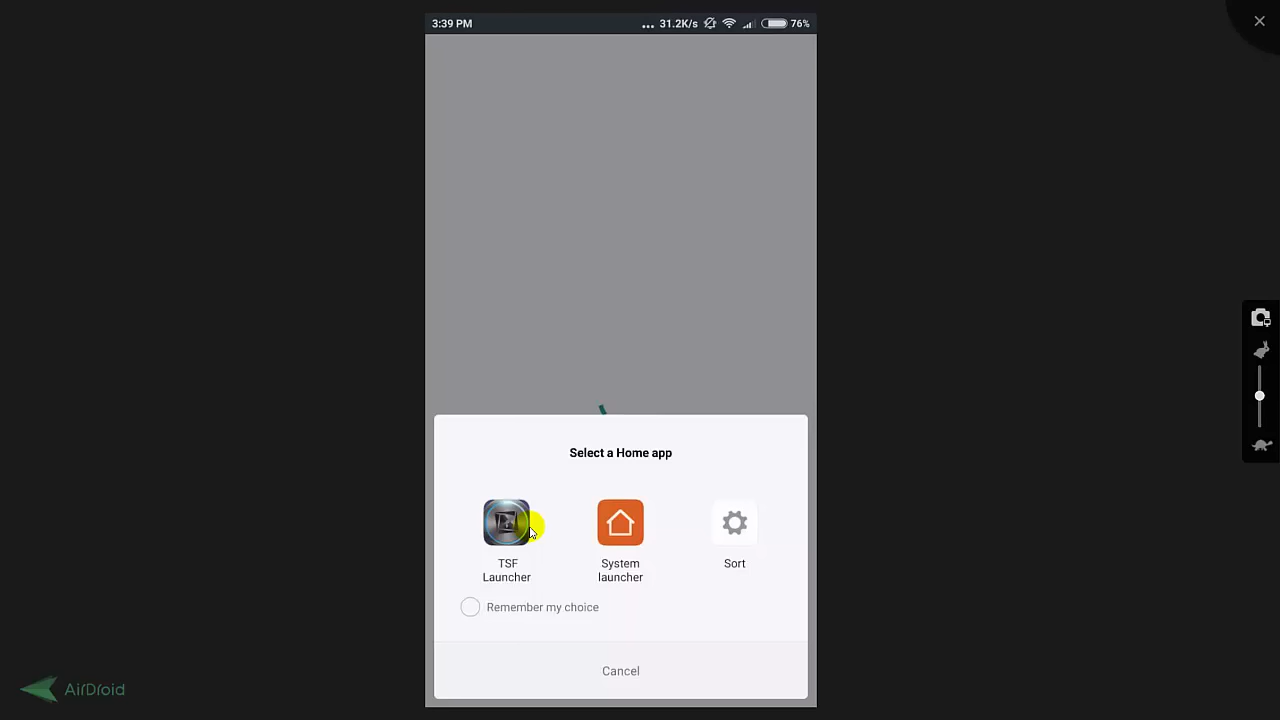 3:39 PM
... 31.2K/s
76%
Select a Home app
TSF
Launcher
System
launcher
Sort
Remember my choice
Cancel
AirDroid